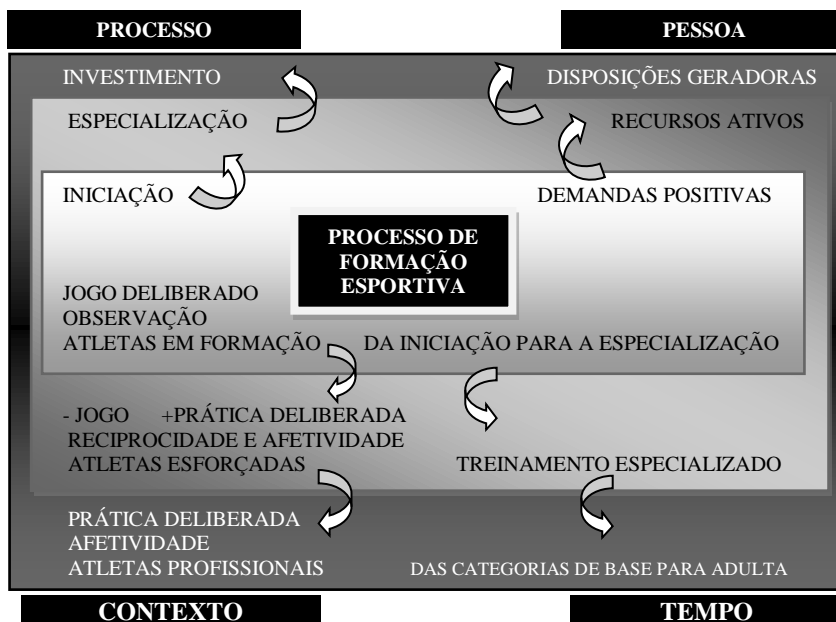 PROCESSO
PESSOA
INVESTIMENTO
DISPOSIÇÕES GERADORAS
ESPECIALIZAÇÃO
RECURSOS ATIVOS
INICIAÇÃO
DEMANDAS POSITIVAS
PROCESSO DE
FORMAÇÃO
ESPORTIVA
JOGO DELIBERADO
OBSERVAÇÃO
ATLETAS EM FORMAÇÃO
DA INICIAÇÃO PARA A ESPECIALIZAÇÃO
- JOGO +PRÁTICA DELIBERADA
RECIPROCIDADE E AFETIVIDADE
ATLETAS ESFORÇADAS
TREINAMENTO ESPECIALIZADO
PRÁTICA DELIBERADA
AFETIVIDADE
ATLETAS PROFISSIONAIS
DAS CATEGORIAS DE BASE PARA ADULTA
CONTEXTO
TEMPO